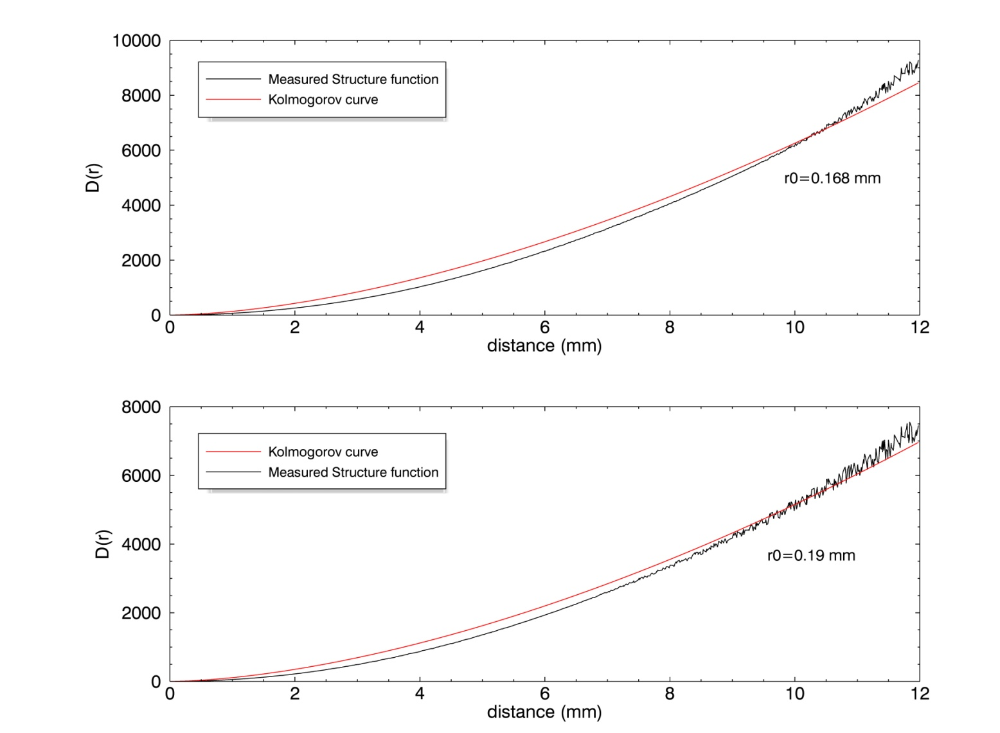 10000
8000
6000
4000
2000
0
D(r)
Measured Structure function
Kolmogorov curve
r0=0.168 mm
0 2 4 6 8 10 12
distance (mm)
8000
6000
4000
2000
0
D(r)
Kolmogorov curve
Measured Structure function
r0=0.19 mm
0 2 4 6 8 10 12
distance (mm)